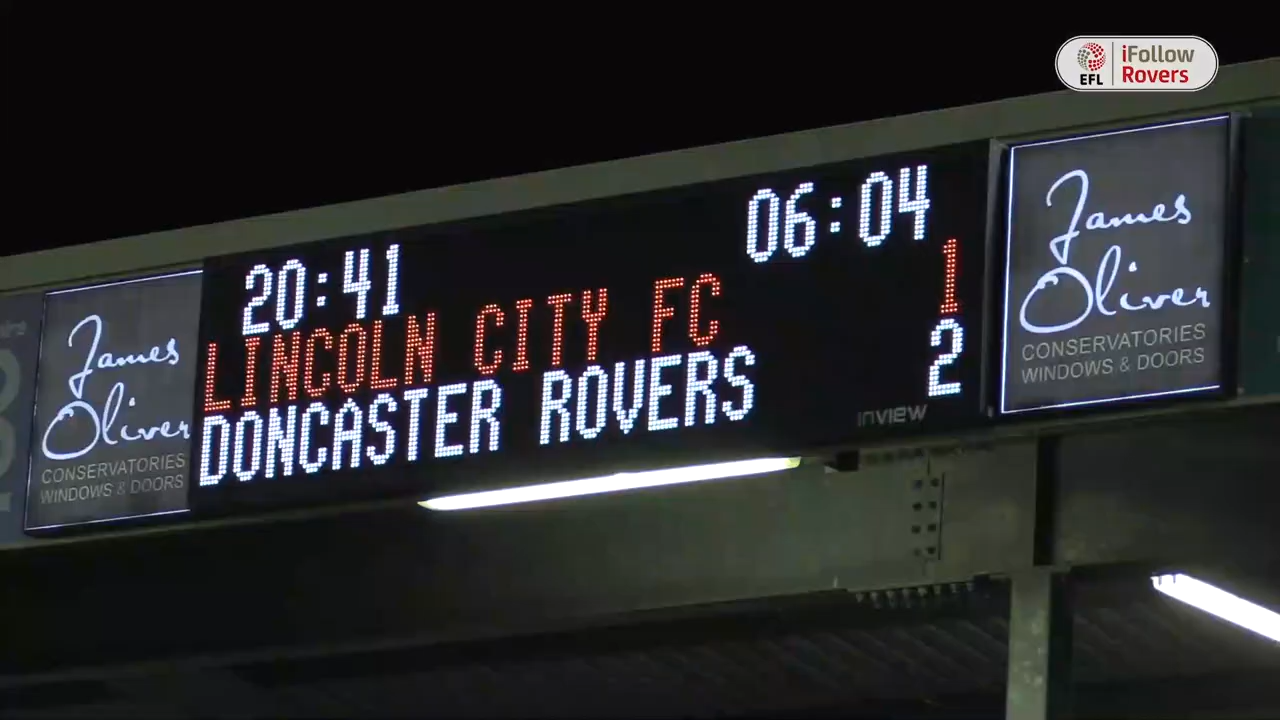 EFL
iFollow
Rovers
20:41
06:04
LINCOLN CITY FC 1
DONCASTER ROVERS 2
inVIEW
James
Oliver
CONSERVATORIES
WINDOWS & DOORS
James
Oliver
CONSERVATORIES
WINDOWS & DOORS